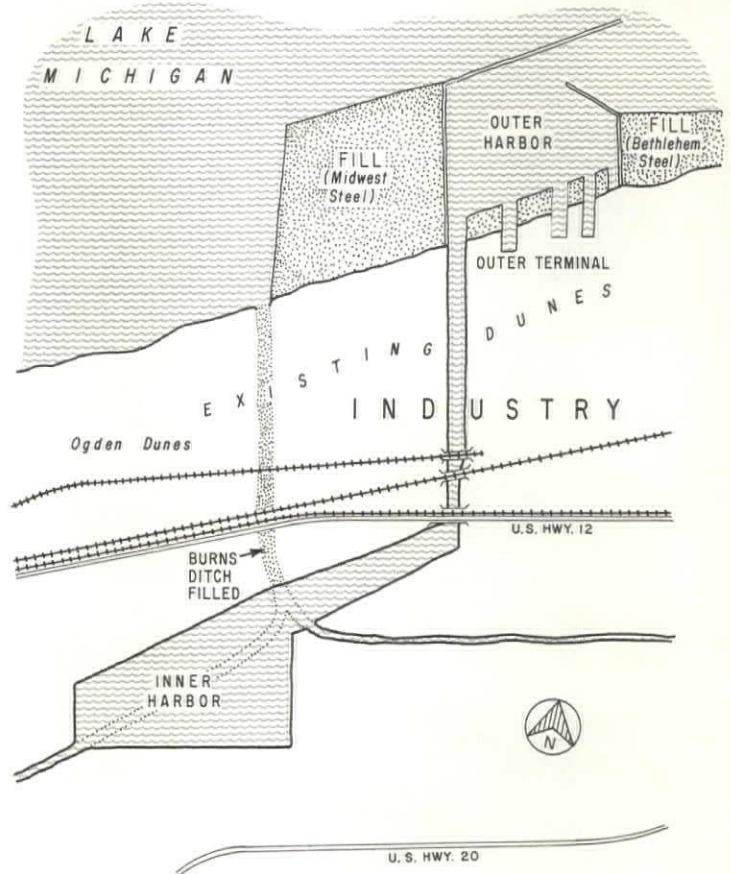 LAKE
MICHIGAN
OUTER
HARBOR
FILL
(Midwest
Steel)
FILL
(Bethlehem
Steel)
OUTER TERMINAL
EXISTING DUNES
INDUSTRY
Ogden Dunes
U.S. HWY. 12
BURNS
DITCH
FILLED
INNER
HARBOR
N
U.S. HWY. 20